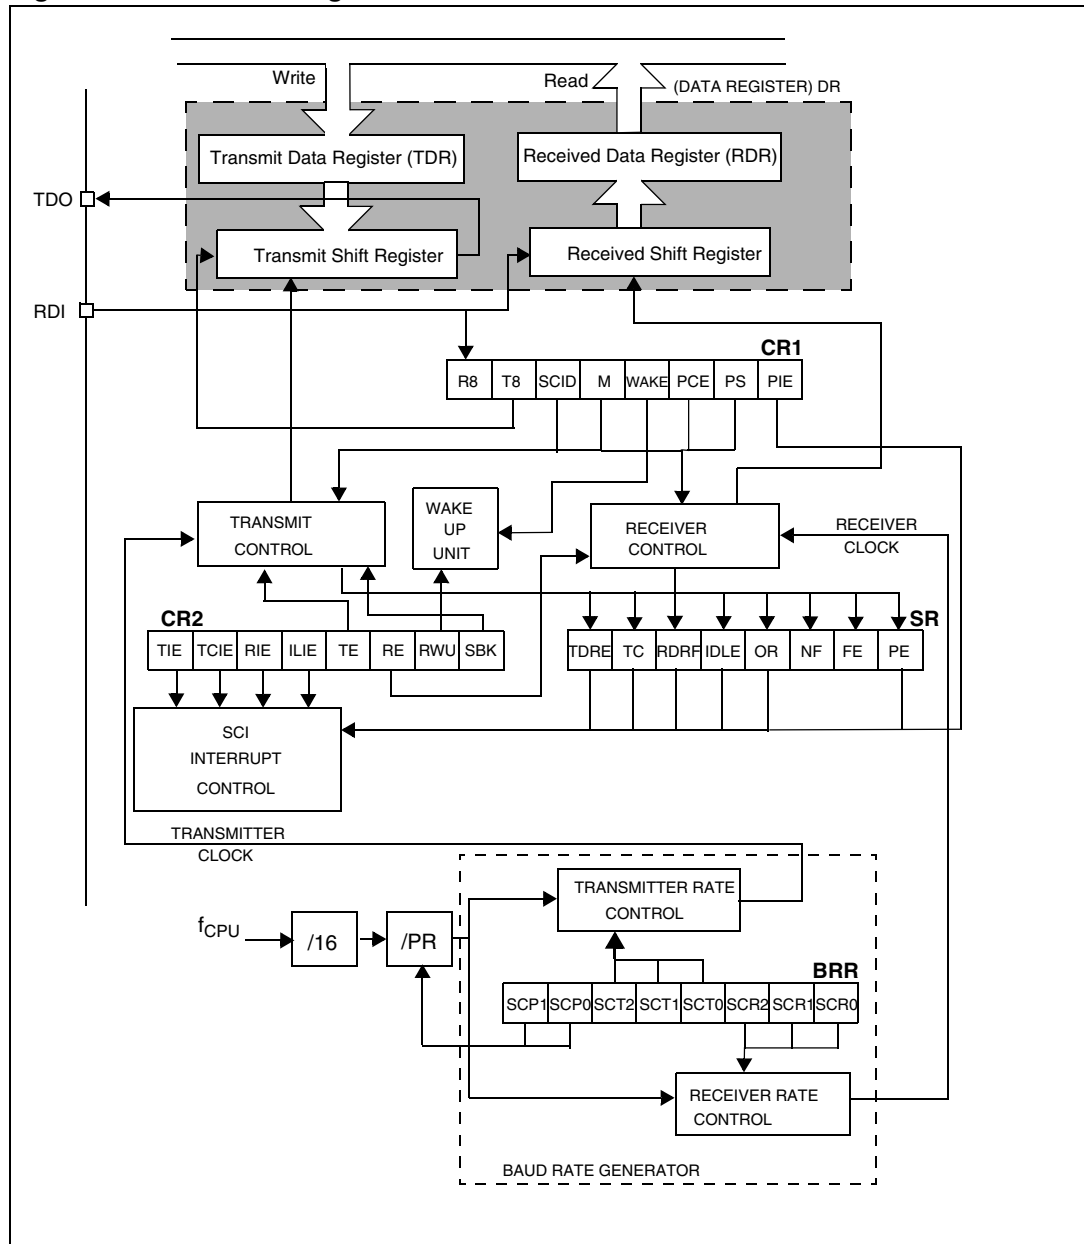 Write
Read
(DATA REGISTER) DR
Transmit Data Register (TDR)
Received Data Register (RDR)
TDO
Transmit Shift Register
Received Shift Register
RDI
CR1
R8 T8 SCID M WAKE PCE PS PIE
TRANSMIT
CONTROL
WAKE
UP
UNIT
RECEIVER
CONTROL
RECEIVER
CLOCK
CR2
SR
TIE TCIE RIE ILIE TE RE RWU SBK
TDRE TC RDRF IDLE OR NF FE PE
SCI
INTERRUPT
CONTROL
TRANSMITTER
CLOCK
TRANSMITTER RATE
CONTROL
fCPU
/16
/PR
BRR
SCP1 SCP0 SCT2 SCT1 SCT0 SCR2 SCR1 SCR0
RECEIVER RATE
CONTROL
BAUD RATE GENERATOR